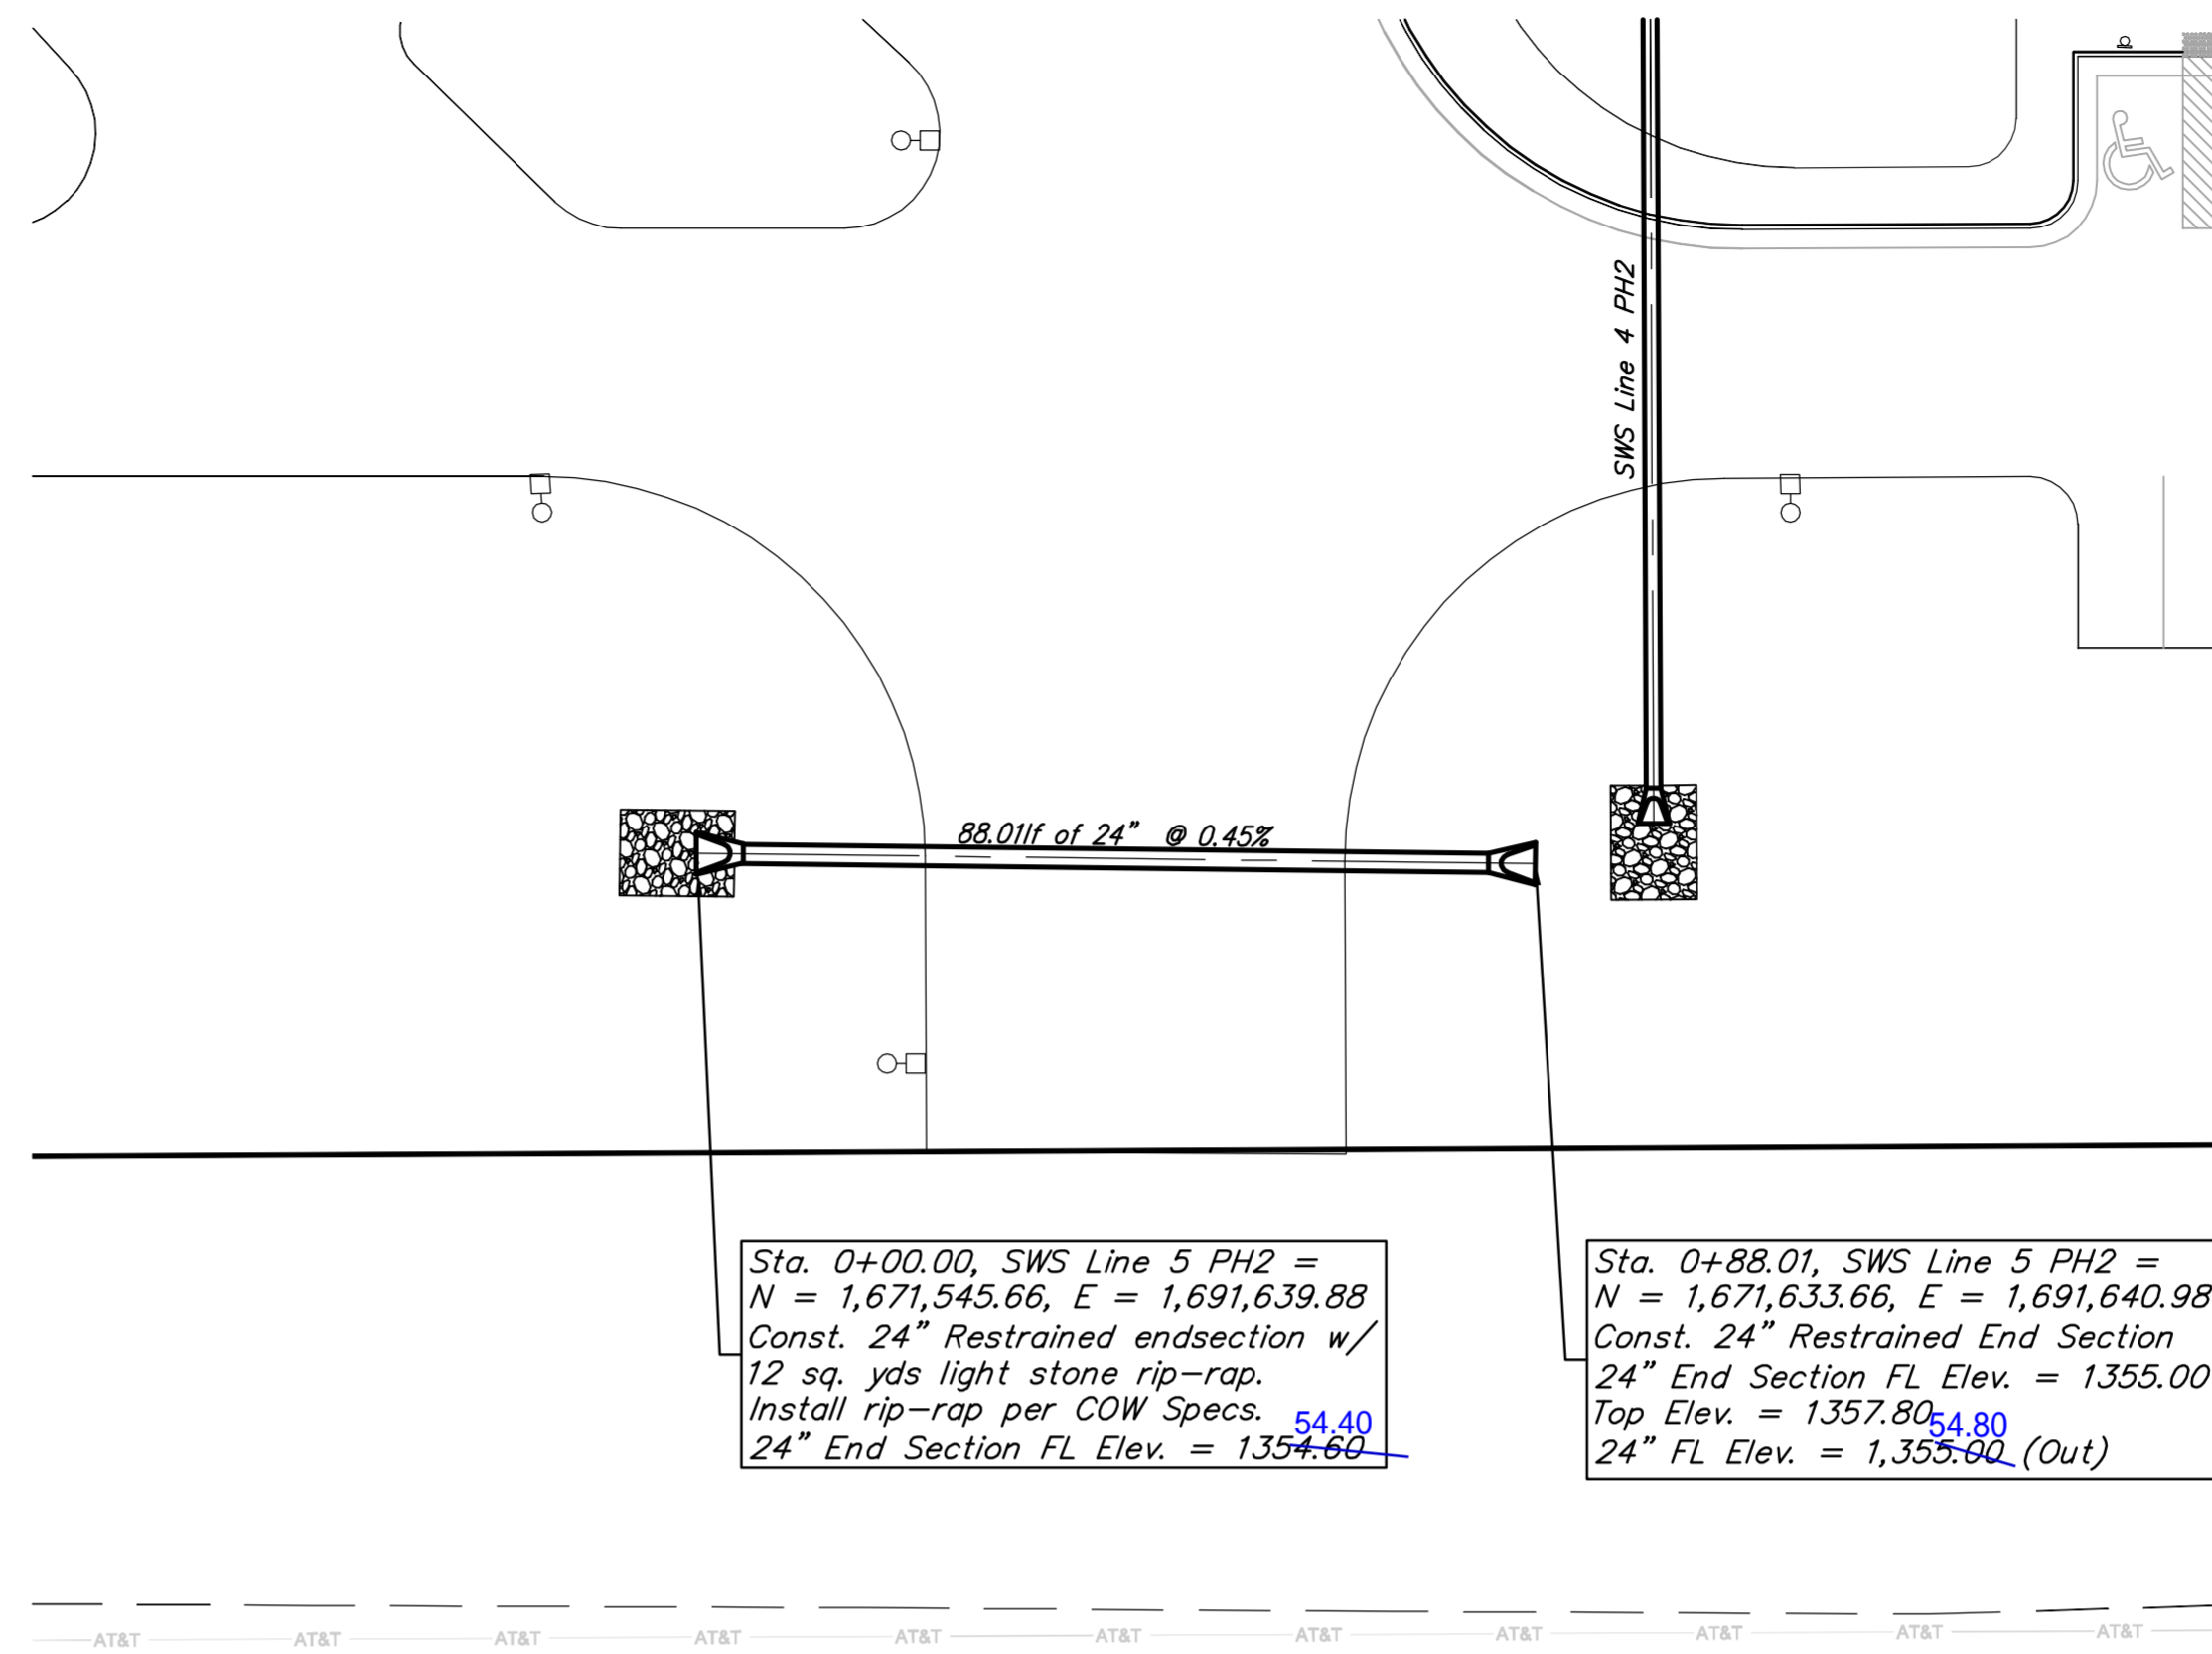 SWS Line 4 PH2
88.01lf of 24" @ 0.45%
Sta. 0+00.00, SWS Line 5 PH2 =
N = 1,671,545.66, E = 1,691,639.88
Const. 24" Restrained endsection w/
12 sq. yds light stone rip-rap.
Install rip-rap per COW Specs.
54.40
24" End Section FL Elev. = 1354.60
Sta. 0+88.01, SWS Line 5 PH2 =
N = 1,671,633.66, E = 1,691,640.98
Const. 24" Restrained End Section
24" End Section FL Elev. = 1355.00
Top Elev. = 1357.80
54.80
24" FL Elev. = 1,355.00 (Out)
AT&T AT&T AT&T AT&T AT&T AT&T AT&T AT&T AT&T AT&T AT&T